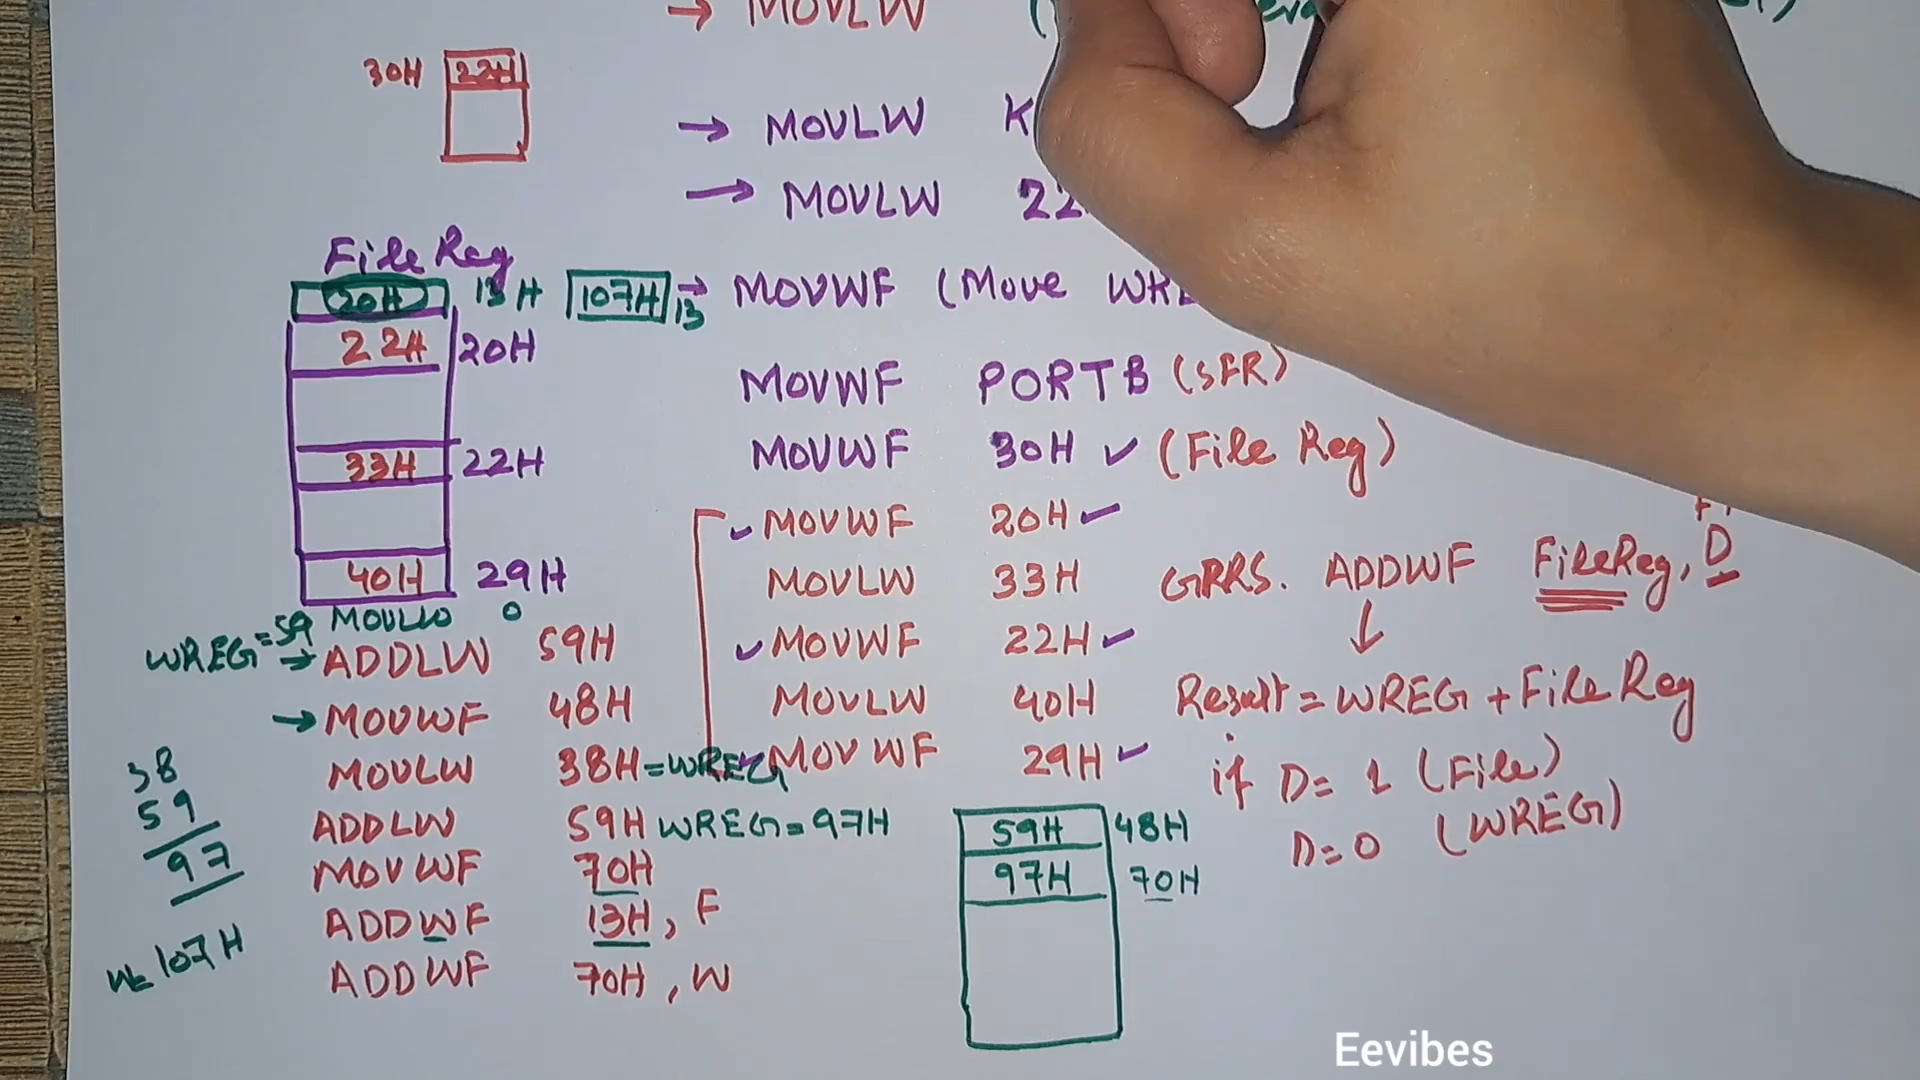 → MOVLW (
30H 22H
→ MOVLW K
→ MOVLW 22
File Reg
20H 13H 107H 13 → MOVWF (Move WRE
22H 20H
MOVWF PORTB (SFR)
33H 22H
MOVWF 30H ✓ (File Reg)
✓ MOVWF 20H ✓
40H 29H
MOVLW 33H
GRRS. ADDWF FileReg, D
MOVLW 0
WREG=59 → ADDLW 59H
✓ MOVWF 22H ✓
→ MOVWF 48H
MOVLW 40H
Result = WREG + File Reg
38
59
97
MOVLW 38H = WREG
MOVWF 29H ✓
if D= 1 (File)
D=0 (WREG)
ADDLW 59H WREG=97H
59H 48H
MOVWF 70H
97H 70H
ADDWF 13H, F
W= 107H
ADDWF 70H, W
Eevibes